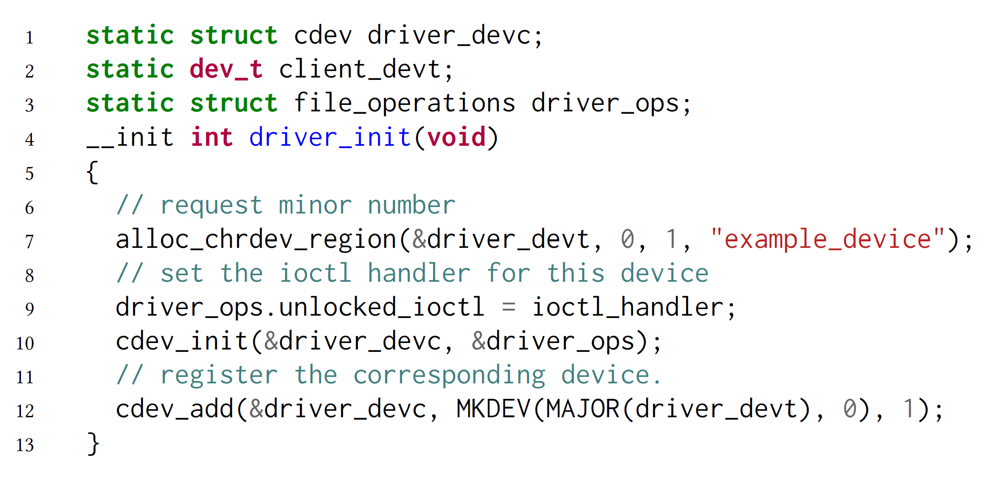 1 static struct cdev driver_devc;
2 static dev_t client_devt;
3 static struct file_operations driver_ops;
4 __init int driver_init(void)
5 {
6 // request minor number
7 alloc_chrdev_region(&driver_devt, 0, 1, "example_device");
8 // set the ioctl handler for this device
9 driver_ops.unlocked_ioctl = ioctl_handler;
10 cdev_init(&driver_devc, &driver_ops);
11 // register the corresponding device.
12 cdev_add(&driver_devc, MKDEV(MAJOR(driver_devt), 0), 1);
13 }